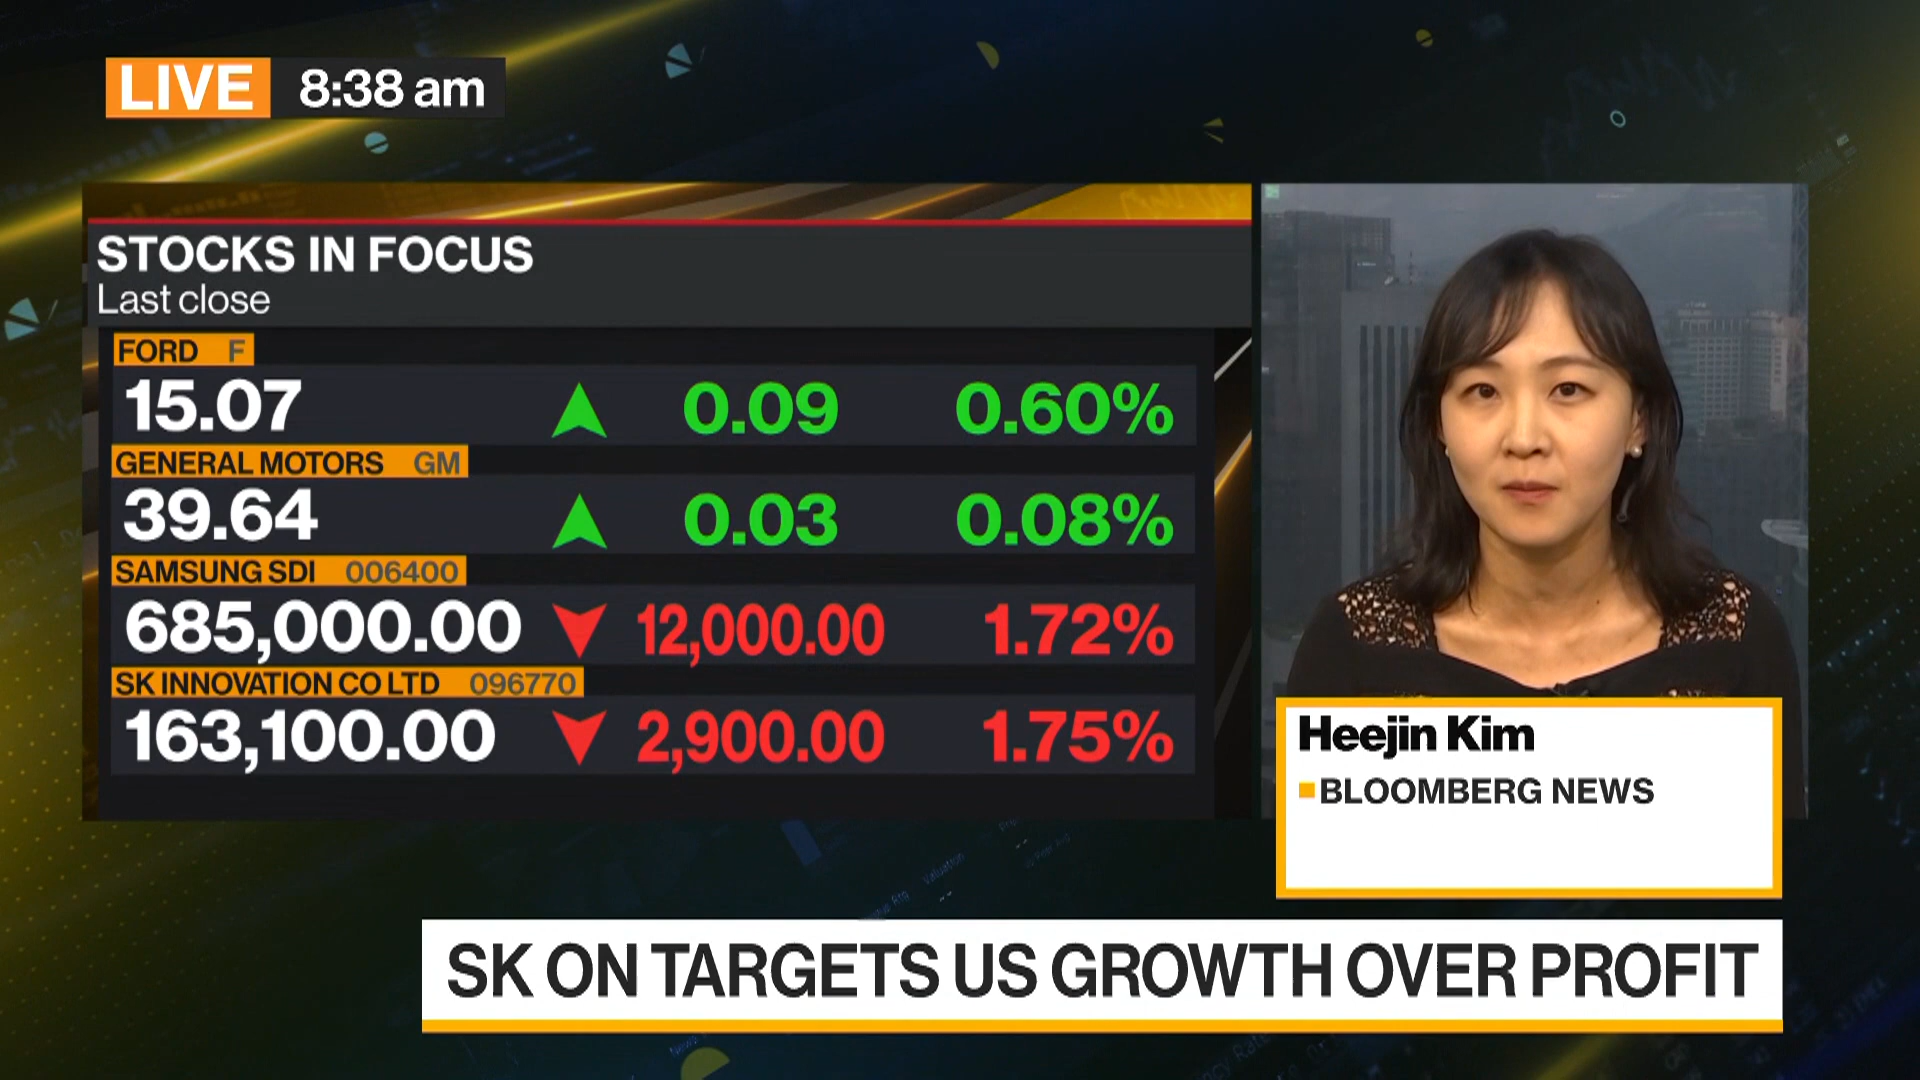 LIVE 8:38 am
STOCKS IN FOCUS
Last close
FORD F
15.07 ▲ 0.09 0.60%
GENERAL MOTORS GM
39.64 ▲ 0.03 0.08%
SAMSUNG SDI 006400
685,000.00 ▼ 12,000.00 1.72%
SK INNOVATION CO LTD 096770
163,100.00 ▼ 2,900.00 1.75%
Heejin Kim
BLOOMBERG NEWS
SK ON TARGETS US GROWTH OVER PROFIT
Valuation